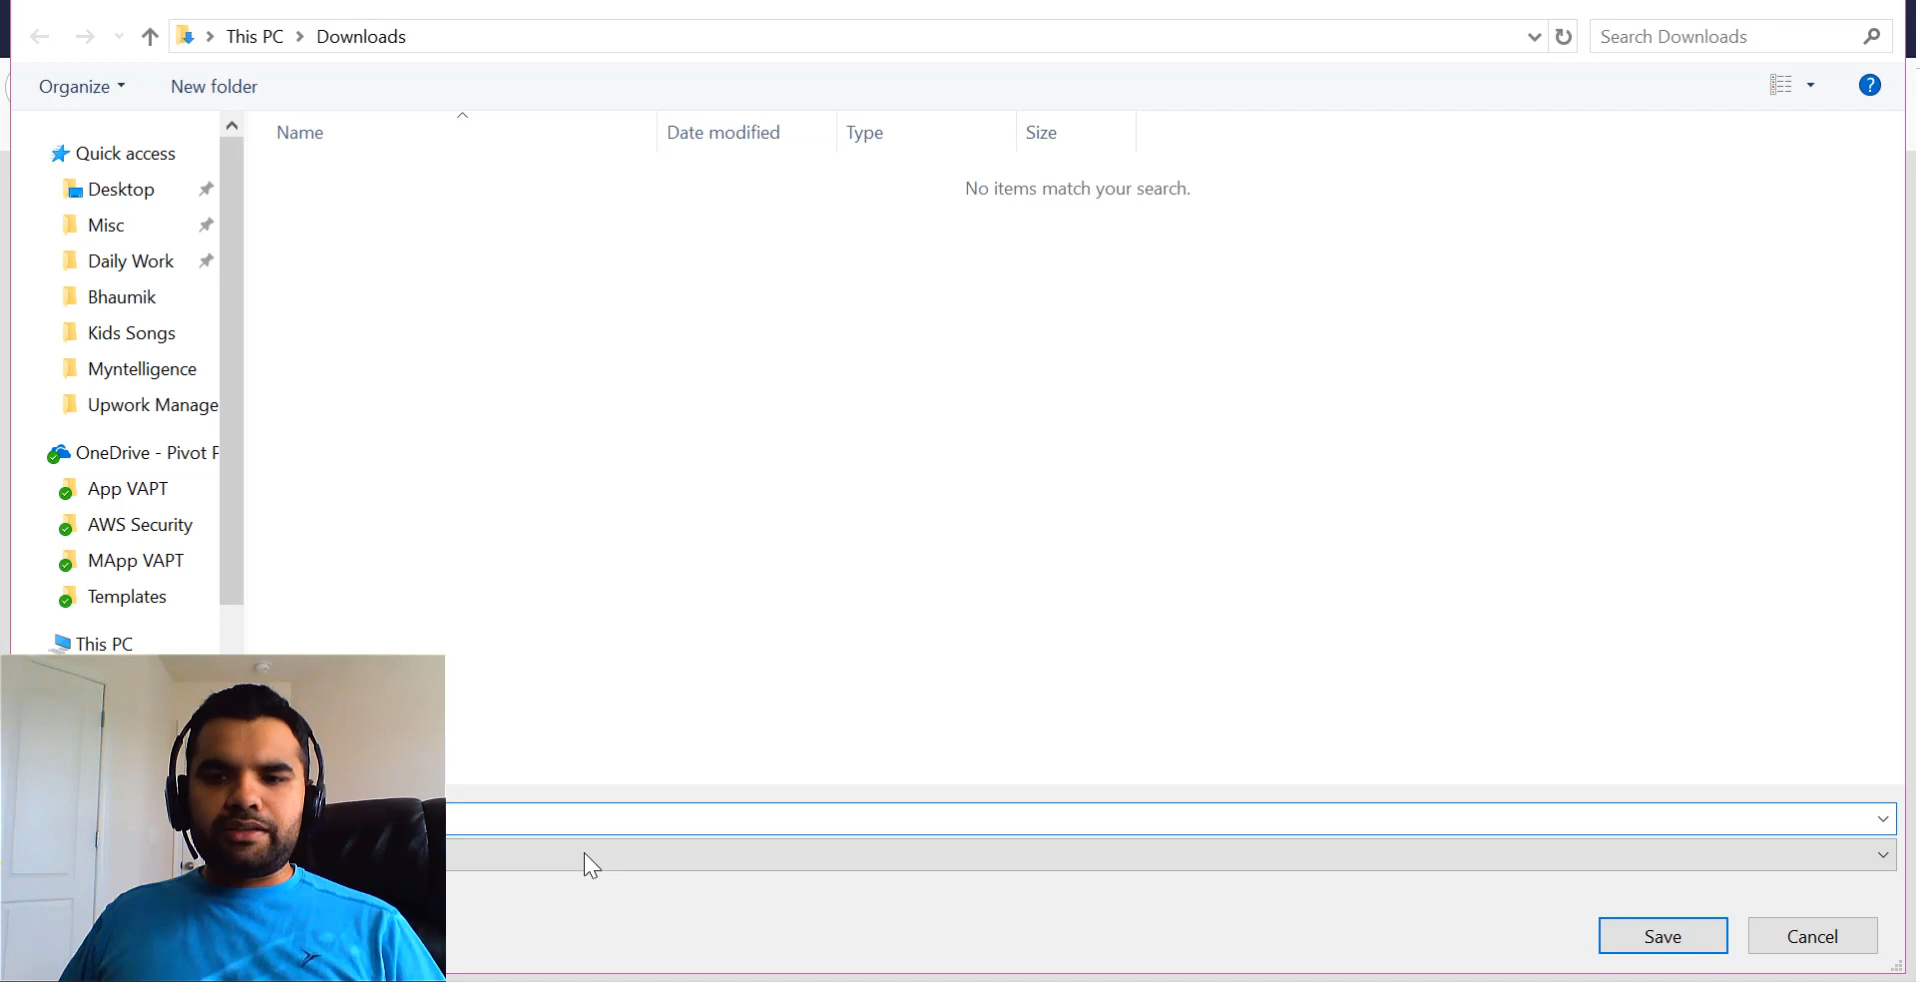 This PC Downloads
Search Downloads
Organize New folder
?
Name Date modified Type Size
No items match your search.
Quick access
Desktop
Misc
Daily Work
Bhaumik
Kids Songs
Myntelligence
Upwork Manage
OneDrive - Pivot
App VAPT
AWS Security
MApp VAPT
Templates
This PC
Save Cancel